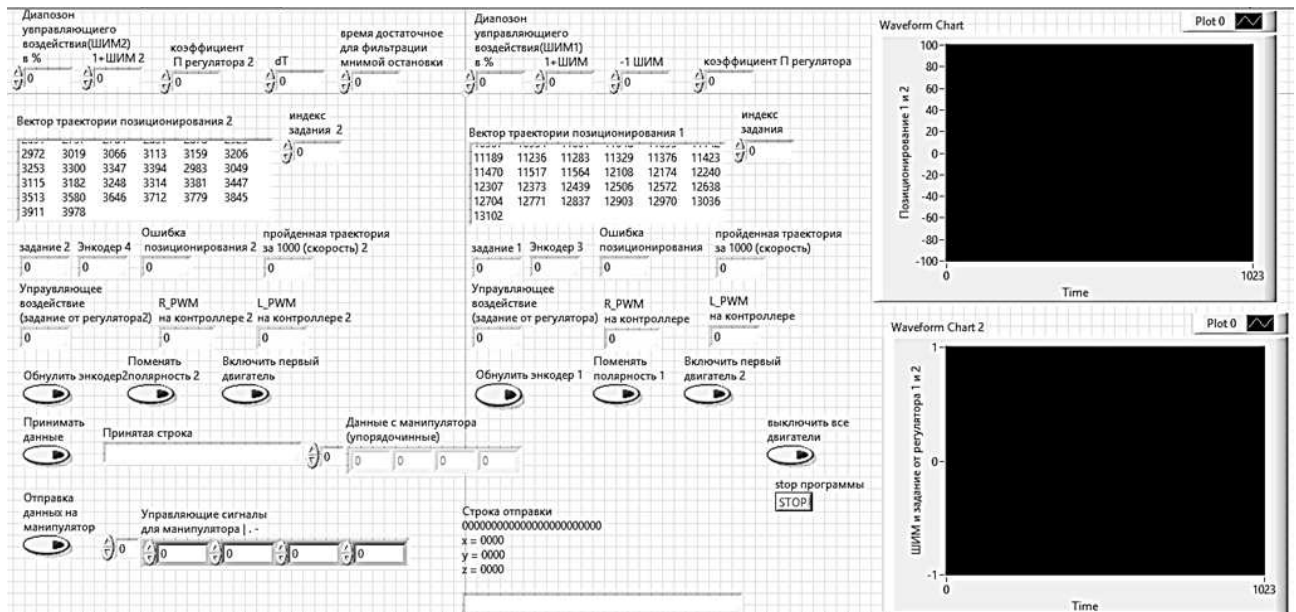 Диапозон
увправляющиего
воздействия(ШИМ2)
в %
1+ШИМ 2
коэффициент
П регулятора 2
dT
время достаточное
для фильтрации
мнимой остановки
0 0 0 0 0
Диапозон
увправляющиего
воздействия(ШИМ1)
в %
1+ШИМ
-1 ШИМ
коэффициент П регулятора
0 0 0 0
Вектор траектории позиционирования 2
2972 3019 3066 3113 3159 3206
3253 3300 3347 3394 2983 3049
3115 3182 3248 3314 3381 3447
3513 3580 3646 3712 3779 3845
3911 3978
индекс
задания 2
0
Вектор траектории позиционирования 1
11189 11236 11283 11329 11376 11423
11470 11517 11564 12108 12174 12240
12307 12373 12439 12506 12572 12638
12704 12771 12837 12903 12970 13036
13102
индекс
задания
0
задание 2
Энкодер 4
Ошибка
позиционирования 2
пройденная траектория
за 1000 (скорость) 2
0 0 0 0
задание 1
Энкодер 3
Ошибка
позиционирования
пройденная траектория
за 1000 (скорость)
0 0 0 0
Упраувляющее
воздействие
(задание от регулятора2)
R_PWM
на контроллере 2
L_PWM
на контроллере 2
0 0 0
Упраувляющее
воздействие
(задание от регулятора)
R_PWM
на контроллере
L_PWM
на контроллере
0 0 0
Обнулить энкодер2
Поменять
полярность 2
Включить первый
двигатель
Обнулить энкодер 1
Поменять
полярность 1
Включить первый
двигатель 2
Принимать
данные
Принятая строка
Данные с манипулятора
(упорядочинные)
0 0 0 0 0
выключить все
двигатели
stop программы
STOP
Отправка
данных на
манипулятор
Управляющие сигналы
для манипулятора | . -
0 0 0 0 0
Строка отправки
x = 0000
y = 0000
z = 0000
Waveform Chart
Plot 0
Позиционирование 1 и 2
100
80
60
40
20
0
-20
-40
-60
-80
-100
0
1023
Time
Waveform Chart 2
Plot 0
ШИМ и задание от регулятора 1 и 2
1
0
-1
0
1023
Time